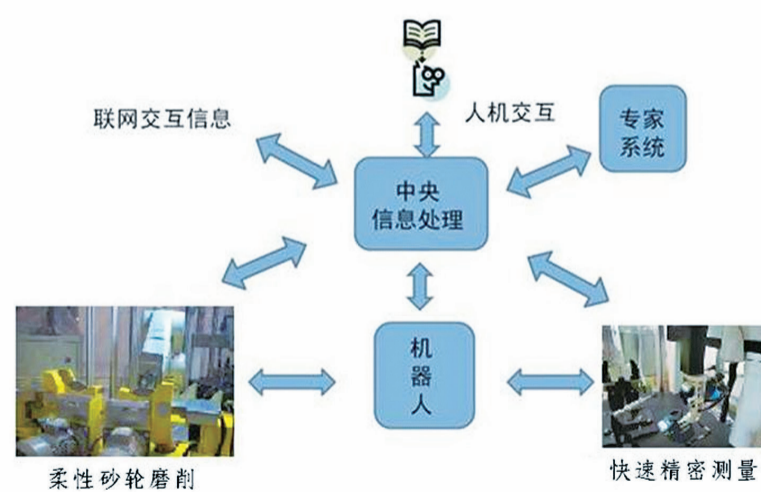 联网交互信息
人机交互
专家
系统
中央
信息处理
机
器
人
柔性砂轮磨削
快速精密测量